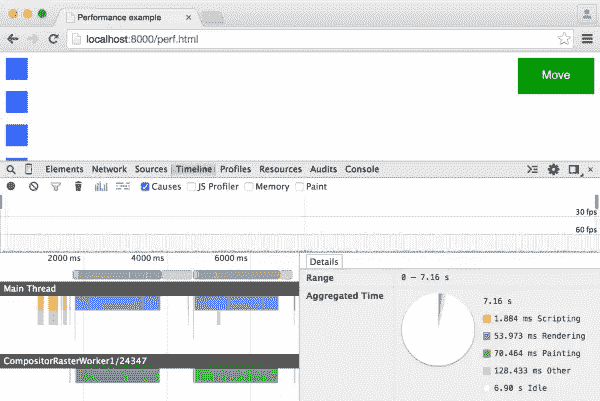 Performance example
localhost:8000/perf.html
Move
Elements Network Sources Timeline Profiles Resources Audits Console
Causes JS Profiler Memory Paint
30 fps
60 fps
2000 ms 4000 ms 6000 ms
Main Thread
CompositorRasterWorker1/24347
Details
Range 0 – 7.16 s
Aggregated Time
7.16 s
1.884 ms Scripting
53.973 ms Rendering
70.464 ms Painting
128.433 ms Other
6.90 s Idle